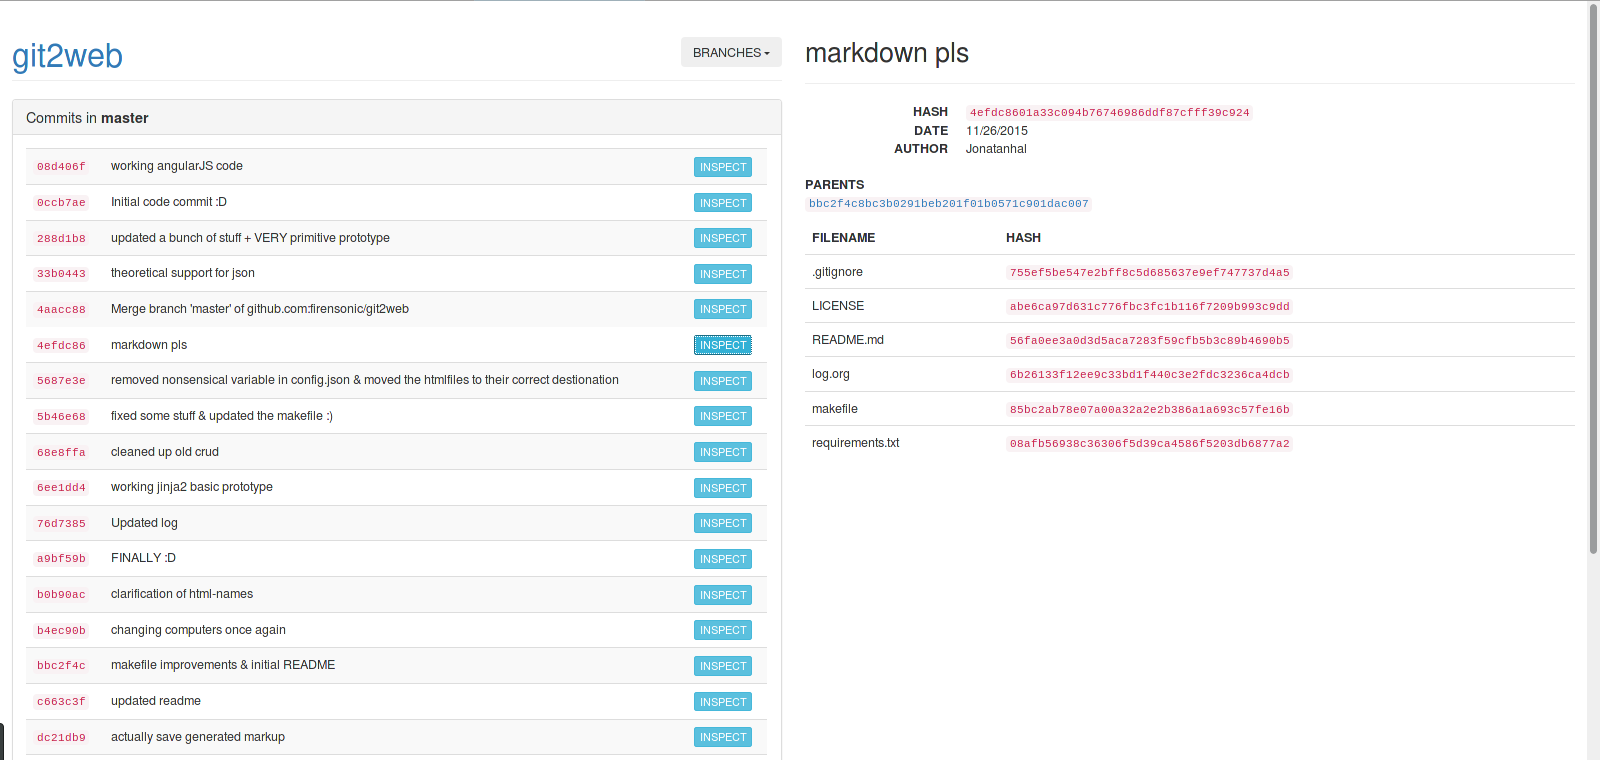 git2web
BRANCHES
Commits in master
08d406f working angularJS code INSPECT
0ccb7ae Initial code commit :D INSPECT
288d1b8 updated a bunch of stuff + VERY primitive prototype INSPECT
33b0443 theoretical support for json INSPECT
4aacc88 Merge branch 'master' of github.com:firensonic/git2web INSPECT
4efdc86 markdown pls INSPECT
5687e3e removed nonsensical variable in config.json & moved the htmlfiles to their correct destionation INSPECT
5b46e68 fixed some stuff & updated the makefile :) INSPECT
68e8ffa cleaned up old crud INSPECT
6ee1dd4 working jinja2 basic prototype INSPECT
76d7385 Updated log INSPECT
a9bf59b FINALLY :D INSPECT
b0b90ac clarification of html-names INSPECT
b4ec90b changing computers once again INSPECT
bbc2f4c makefile improvements & initial README INSPECT
c663c3f updated readme INSPECT
dc21db9 actually save generated markup INSPECT
markdown pls
HASH 4efdc8601a33c094b76746986ddf87cfff39c924
DATE 11/26/2015
AUTHOR Jonatanhal
PARENTS
bbc2f4c8bc3b0291beb201f01b0571c901dac007
FILENAME HASH
.gitignore 755ef5be547e2bff8c5d685637e9ef747737d4a5
LICENSE abe6ca97d631c776fbc3fc1b116f7209b993c9dd
README.md 56fa0ee3a0d3d5aca7283f59cfb5b3c89b4690b5
log.org 6b26133f12ee9c33bd1f440c3e2fdc3236ca4dcb
makefile 85bc2ab78e07a00a32a2e2b386a1a693c57fe16b
requirements.txt 08afb56938c36306f5d39ca4586f5203db6877a2